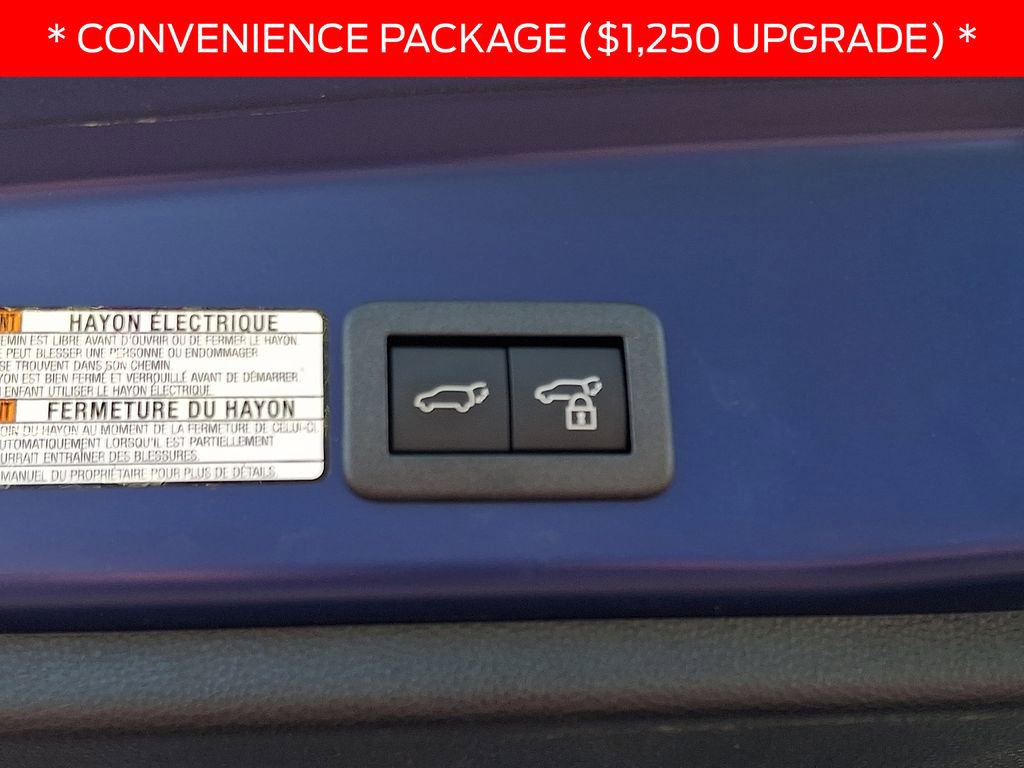 * CONVENIENCE PACKAGE ($1,250 UPGRADE) *
NT HAYON ÉLECTRIQUE
EMIN EST LIBRE AVANT D'OUVRIR OU DE FERMER LE HAYON
E PEUT BLESSER UNE PERSONNE OU ENDOMMAGER
SE TROUVENT DANS SON CHEMIN.
YON EST BIEN FERMÉ ET VERROUILLÉ AVANT DE DÉMARRER.
N ENFANT UTILISER LE HAYON ÉLECTRIQUE.
NT FERMETURE DU HAYON
OIN DU HAYON AU MOMENT DE LA FERMETURE DE CELUI-CI.
AUTOMATIQUEMENT LORSQU'IL EST PARTIELLEMENT
OURRAIT ENTRAÎNER DES BLESSURES.
MANUEL DU PROPRIÉTAIRE POUR PLUS DE DÉTAILS.